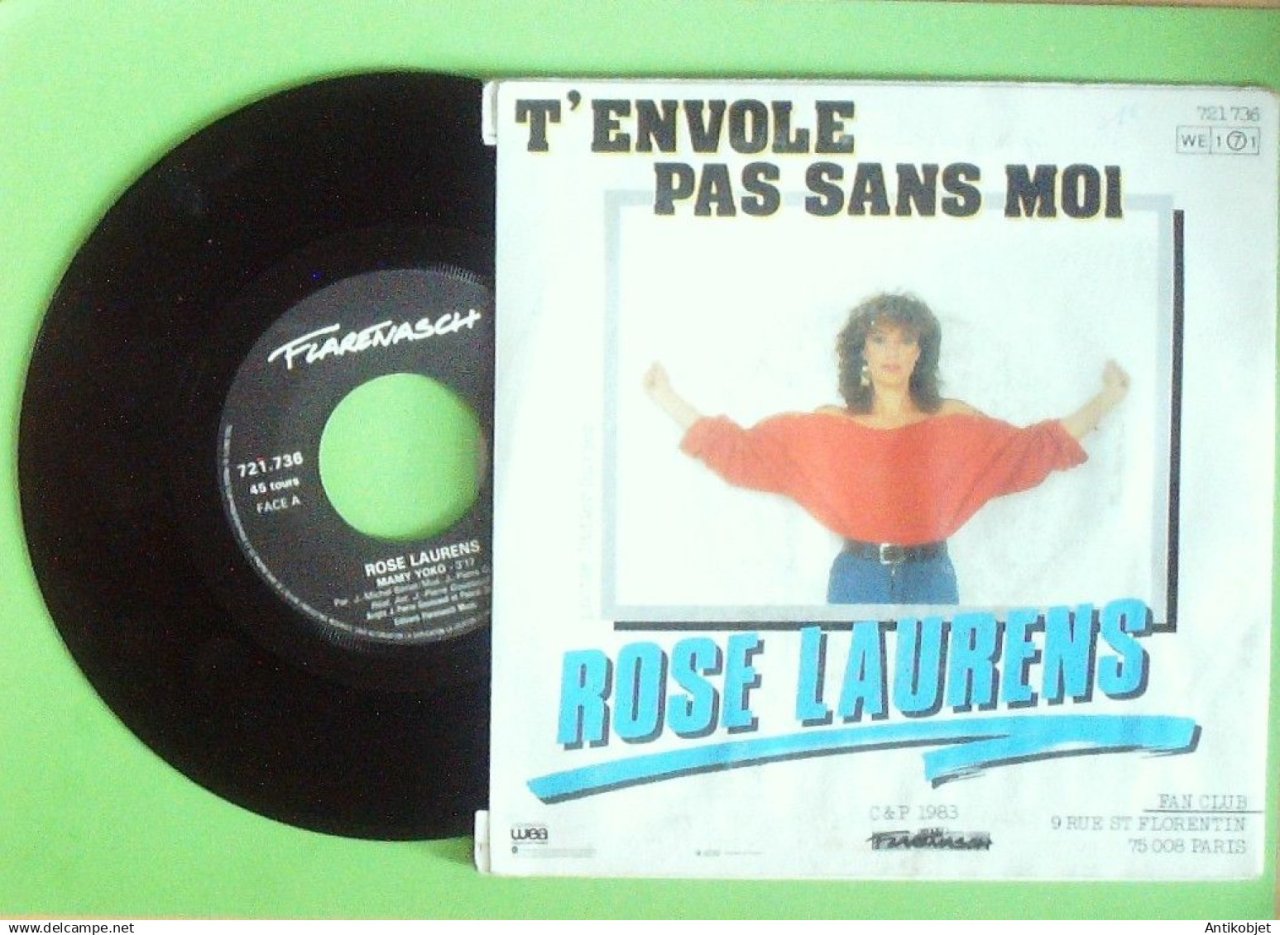 T'ENVOLE
PAS SANS MOI
721 736
WE 1 7 1
FLARENASCH
721.736
45 tours
FACE A
ROSE LAURENS
MAMY YOKO - 3'17
ROSE LAURENS
C & P 1983
FLARENASCH
wea
FAN CLUB
9 RUE ST FLORENTIN
75 008 PARIS
www.delcampe.net
Antikobjet